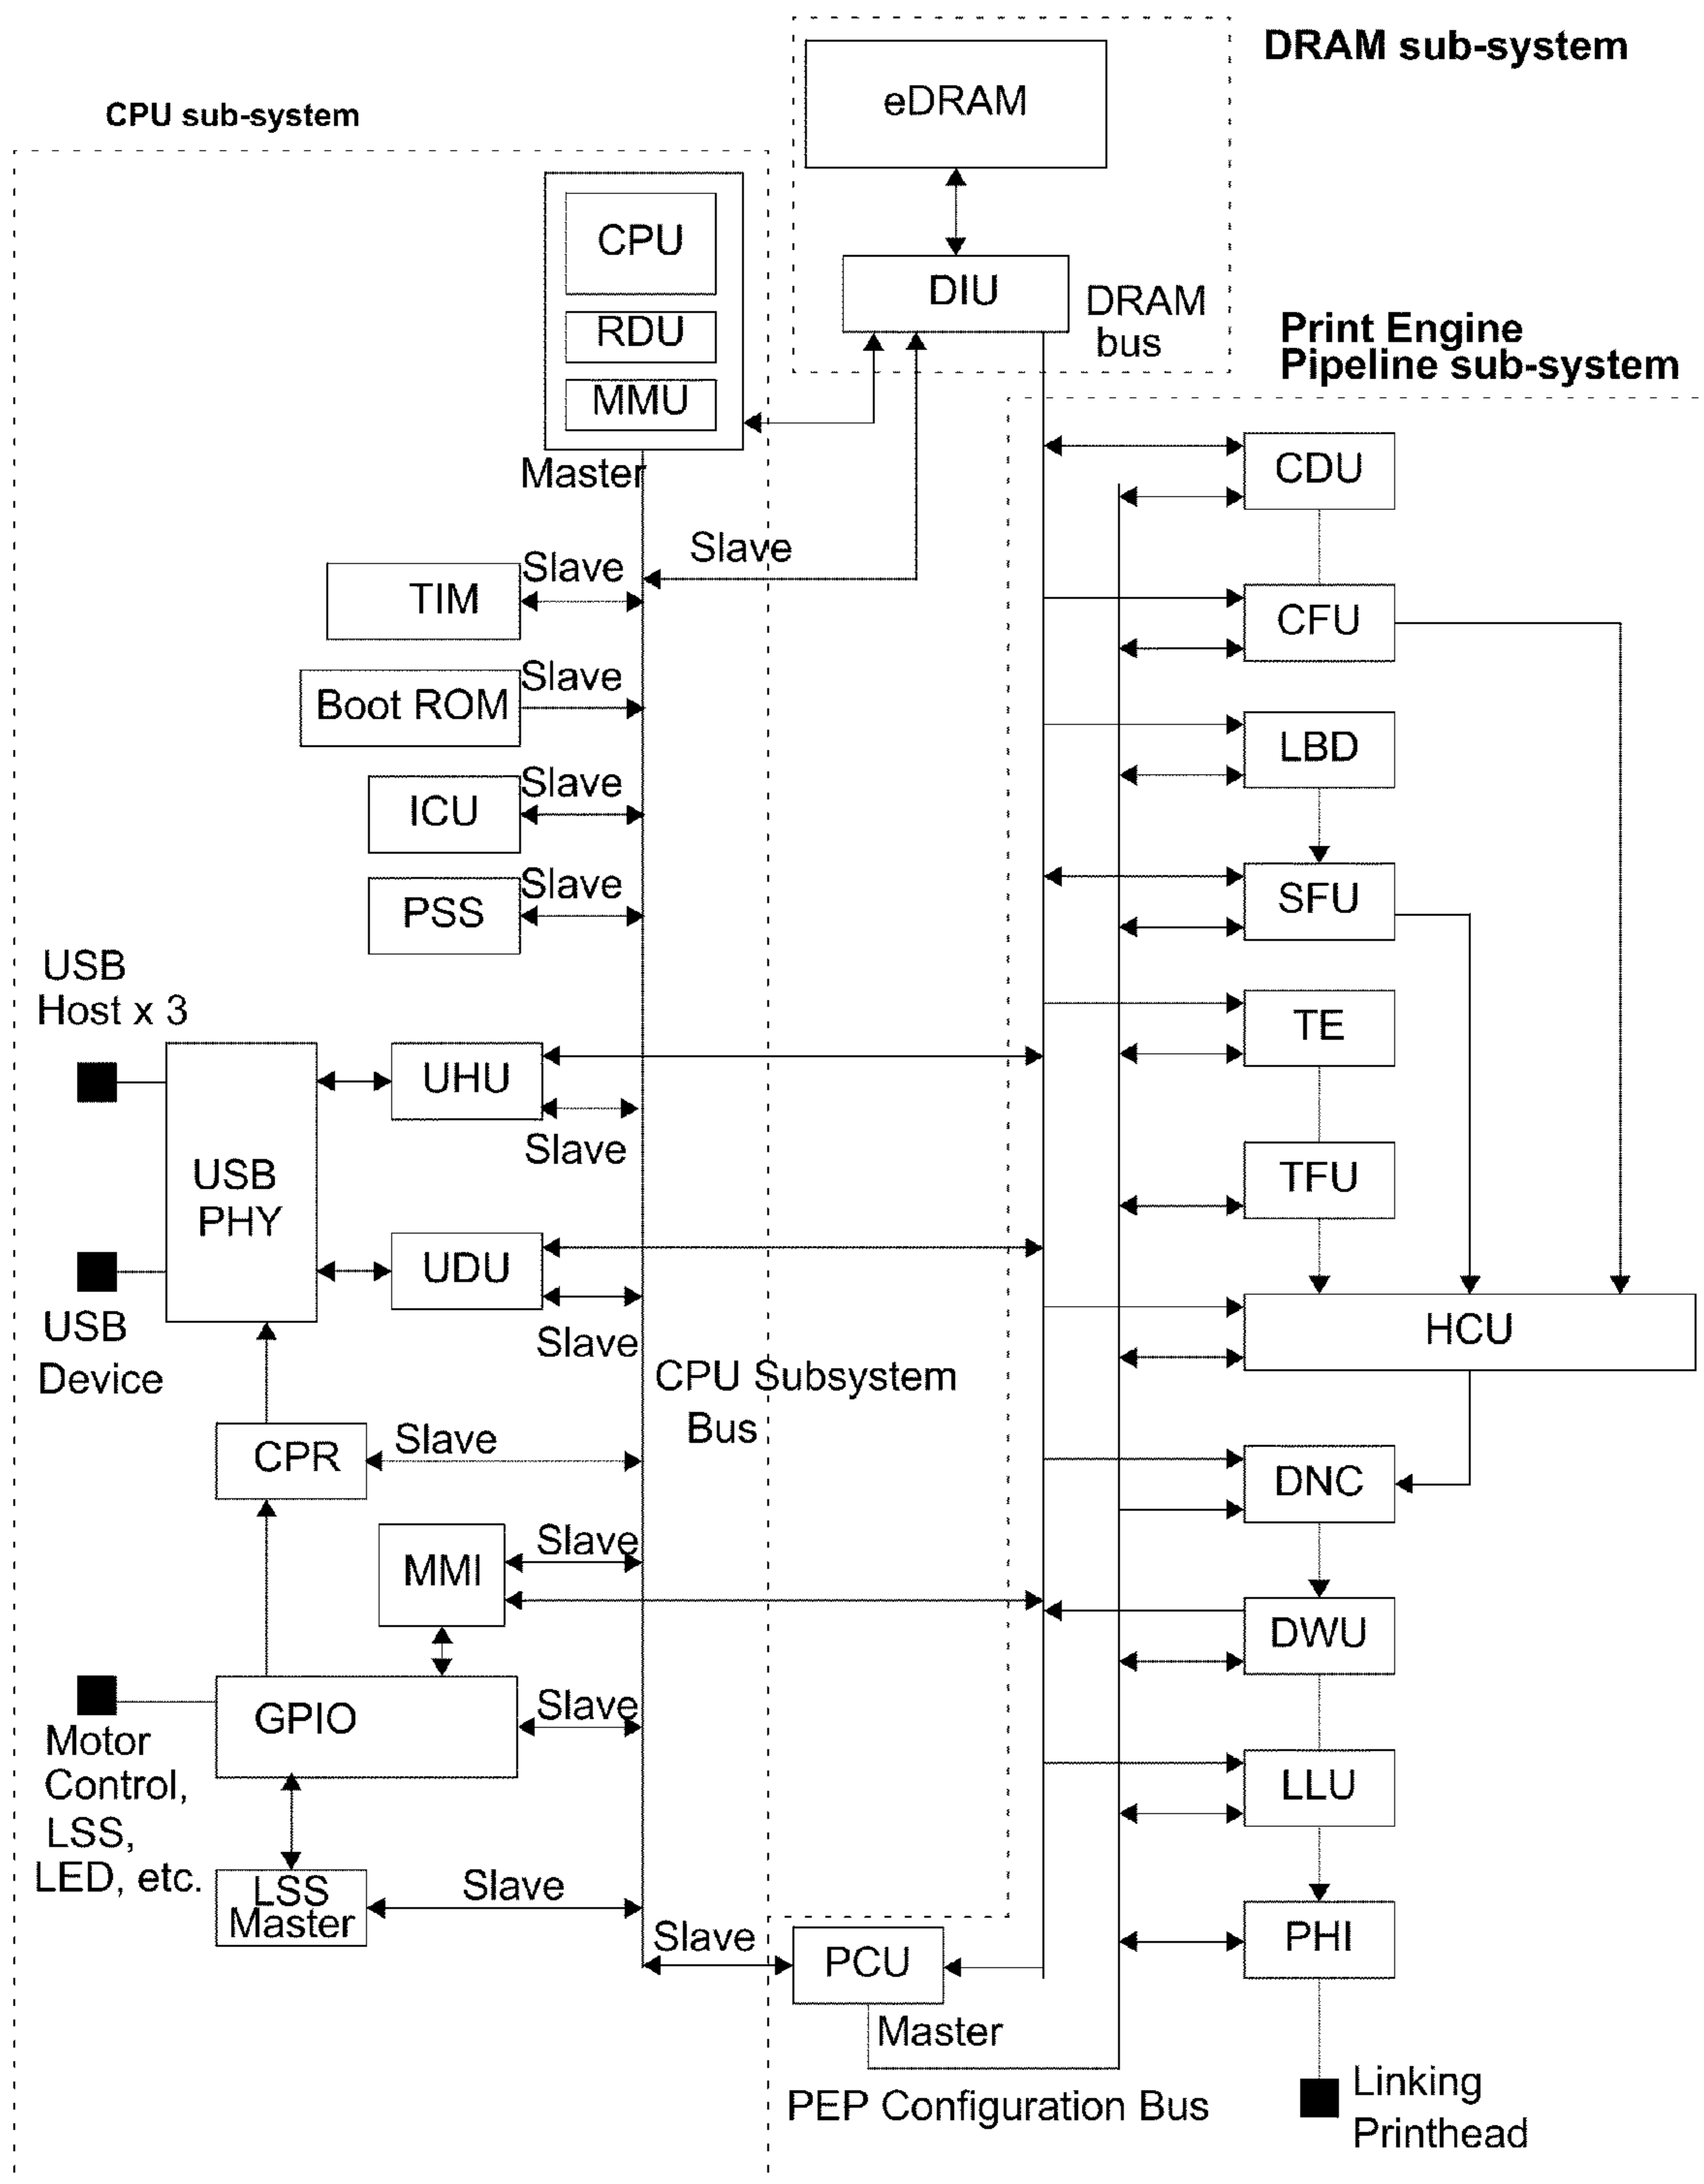 DRAM sub-system
eDRAM
CPU sub-system
CPU
DIU
DRAM
bus
Print Engine
Pipeline sub-system
RDU
MMU
Master
CDU
Slave
Slave
TIM
CFU
Slave
Boot ROM
LBD
Slave
ICU
Slave
PSS
SFU
USB
Host x 3
TE
UHU
Slave
USB
PHY
TFU
UDU
USB
Device
Slave
HCU
CPU Subsystem
Bus
CPR
Slave
DNC
MMI
Slave
DWU
GPIO
Slave
Motor
Control,
LSS,
LED, etc.
LLU
LSS
Master
Slave
Slave
PCU
PHI
Master
PEP Configuration Bus
Linking
Printhead